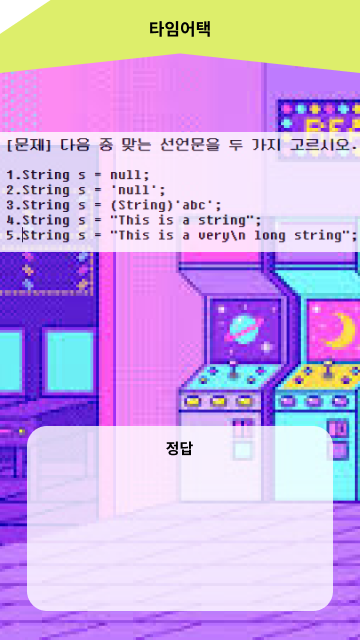 타임어택
[문제] 다음 중 맞는 선언문을 두 가지 고르시오.
1.String s = null;
2.String s = 'null';
3.String s = (String)'abc';
4.String s = "This is a string";
5.String s = "This is a very\n long string";
정답